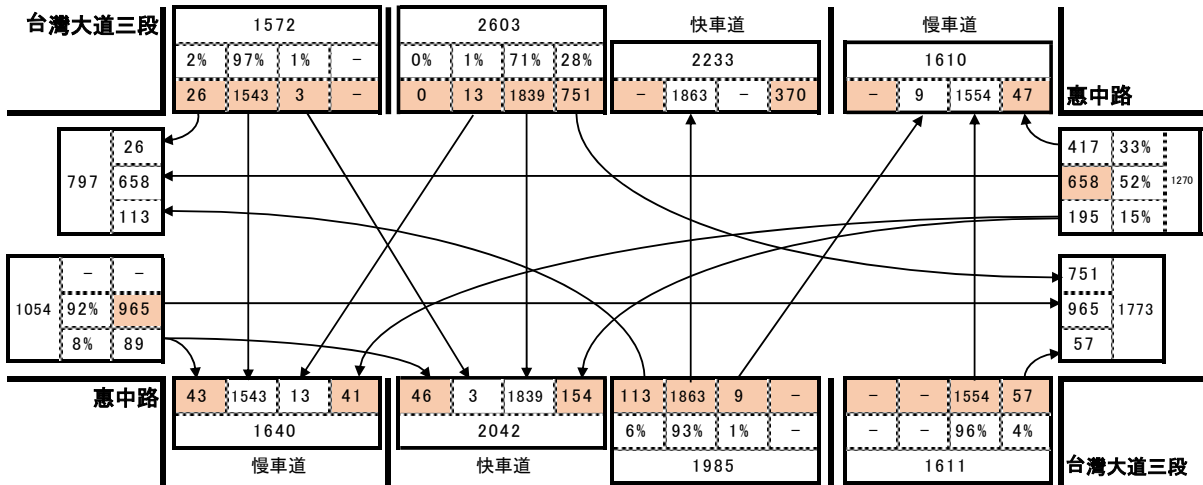 台灣大道三段
1572
2603
快車道
慢車道
2% 97% 1% –
0% 1% 71% 28%
2233
1610
26 1543 3 –
0 13 1839 751
– 1863 – 370
– 9 1554 47
惠中路
797 26
658
113
417 33%
658 52% 1270
195 15%
1054 – –
92% 965
8% 89
751
965 1773
57
惠中路
43 1543 13 41
46 3 1839 154
113 1863 9 –
– – 1554 57
1640
2042
6% 93% 1% –
– – 96% 4%
慢車道
快車道
1985
1611
台灣大道三段